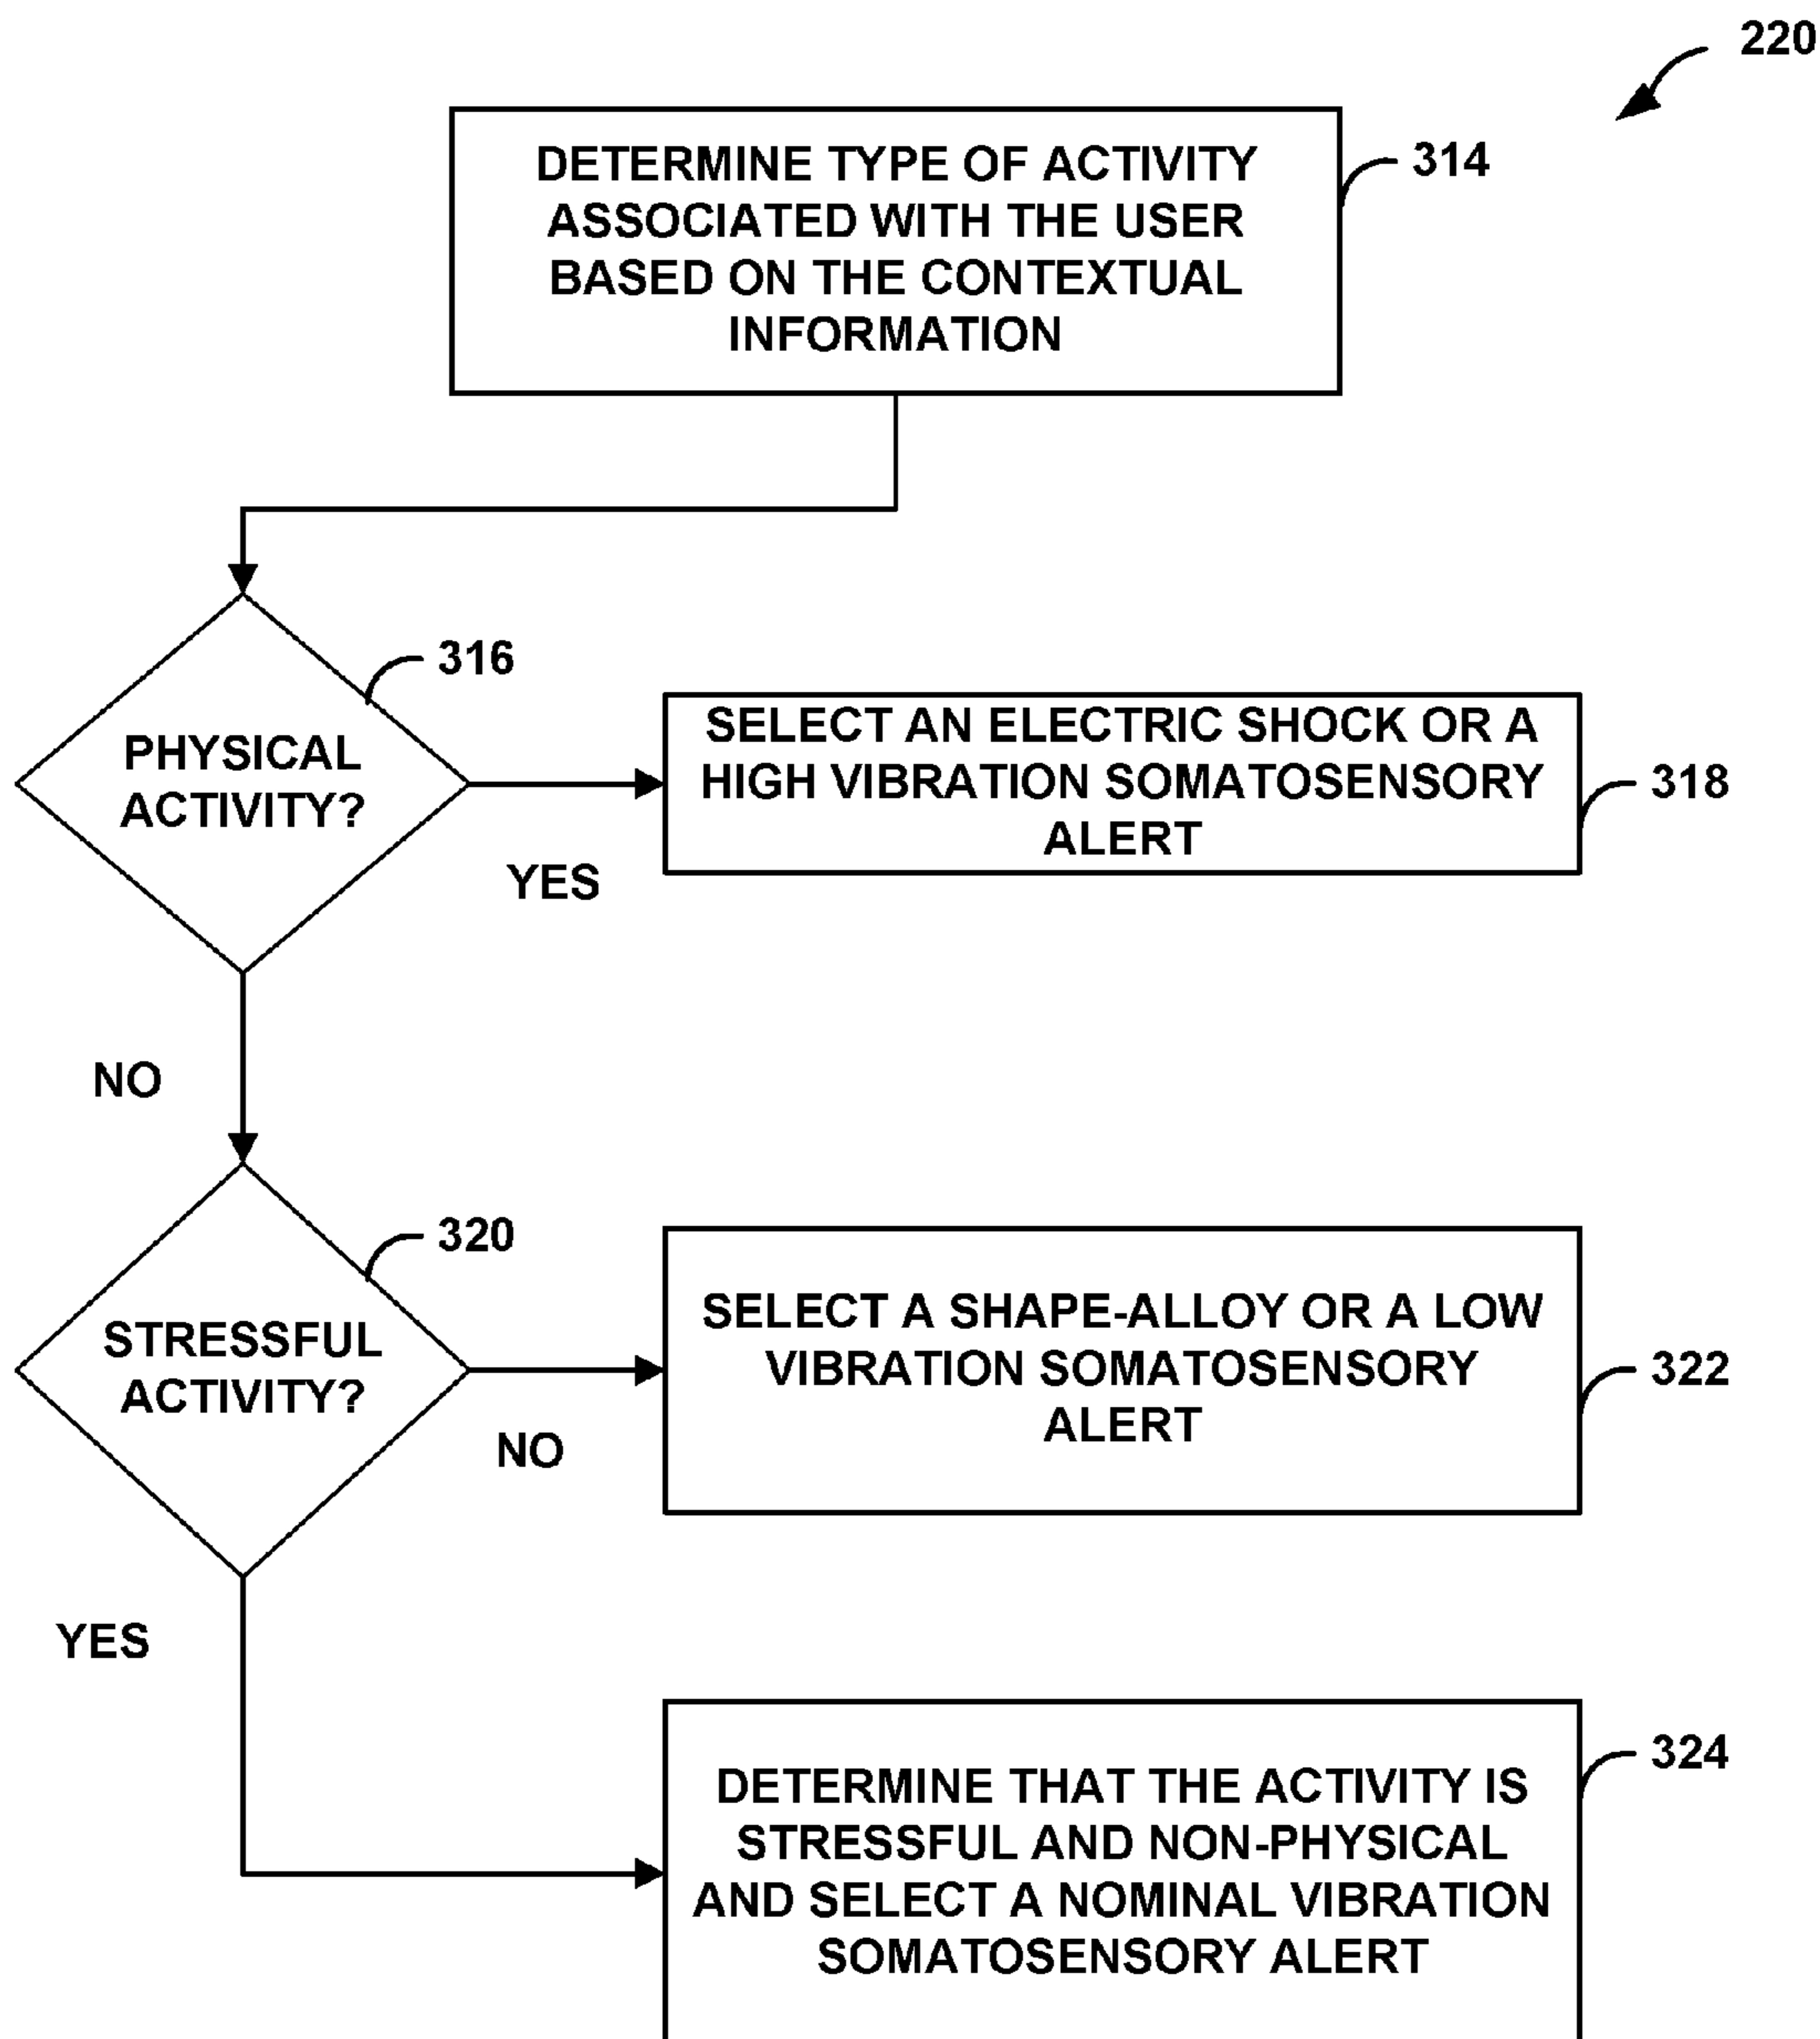 220
DETERMINE TYPE OF ACTIVITY
ASSOCIATED WITH THE USER
BASED ON THE CONTEXTUAL
INFORMATION
314
PHYSICAL
ACTIVITY?
316
YES
SELECT AN ELECTRIC SHOCK OR A
HIGH VIBRATION SOMATOSENSORY
ALERT
318
NO
STRESSFUL
ACTIVITY?
320
NO
SELECT A SHAPE-ALLOY OR A LOW
VIBRATION SOMATOSENSORY
ALERT
322
YES
DETERMINE THAT THE ACTIVITY IS
STRESSFUL AND NON-PHYSICAL
AND SELECT A NOMINAL VIBRATION
SOMATOSENSORY ALERT
324